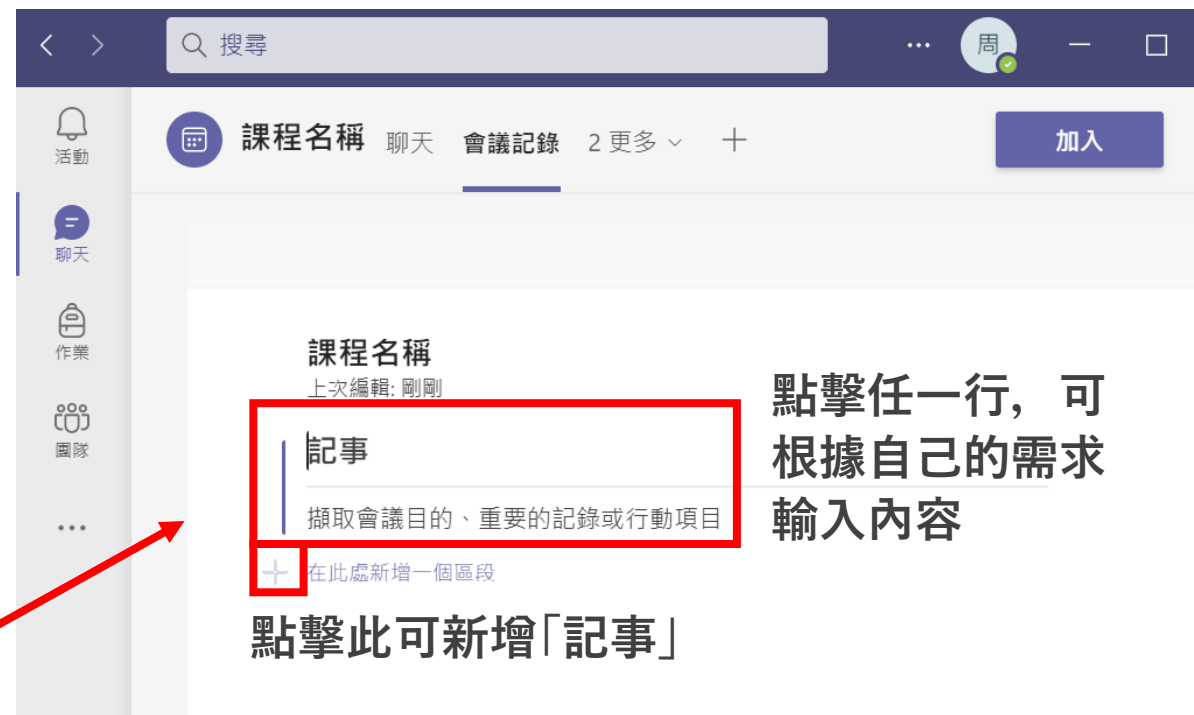 搜尋
周
活動
課程名稱 聊天 會議記錄 2 更多
加入
聊天
作業
團隊
課程名稱
上次編輯: 剛剛
記事
擷取會議目的、重要的記錄或行動項目
在此處新增一個區段
點擊任一行，可
根據自己的需求
輸入內容
點擊此可新增「記事」